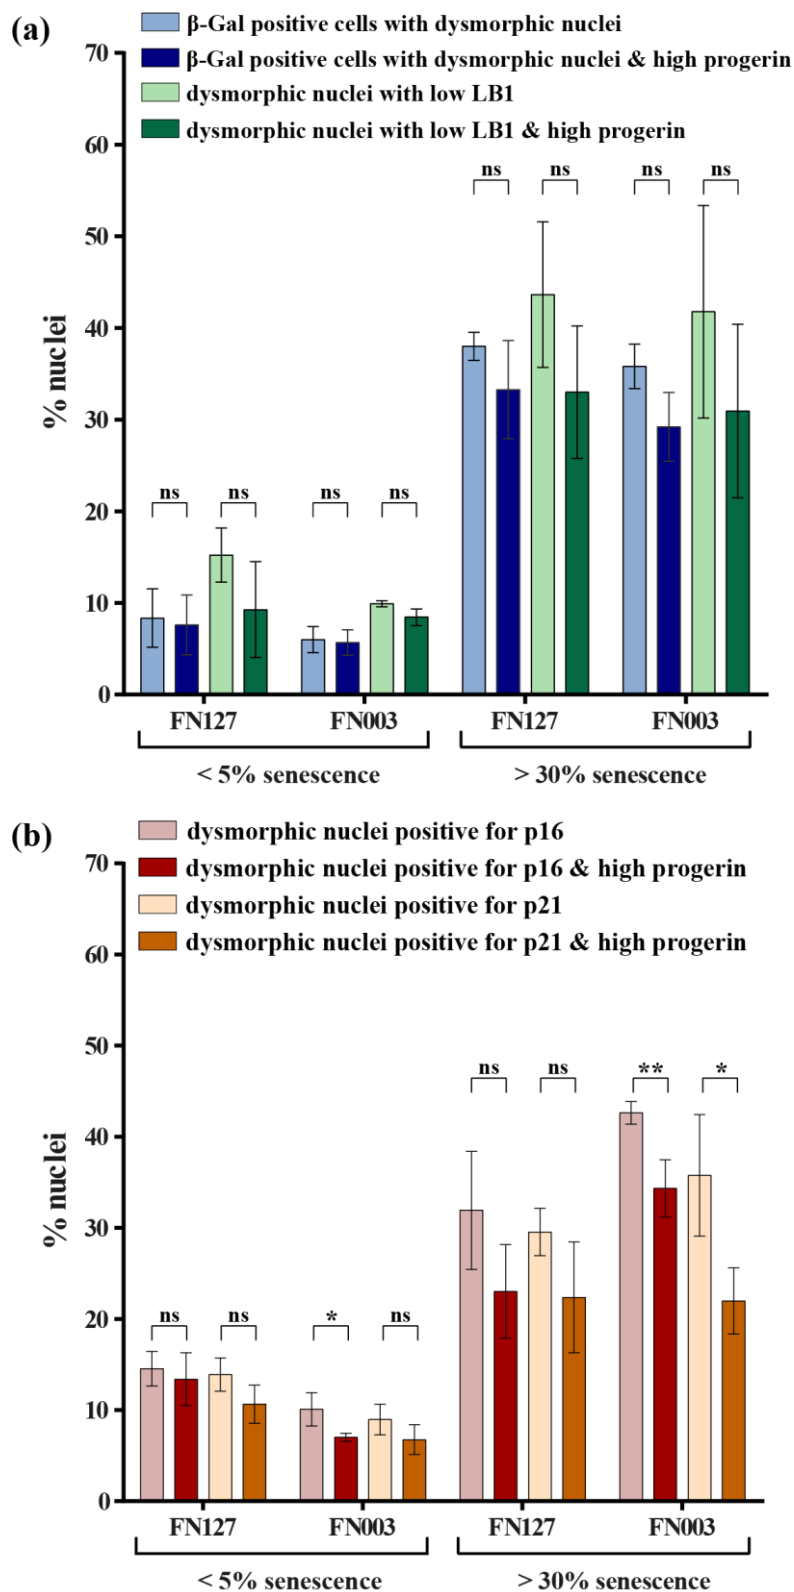 (a)
β-Gal positive cells with dysmorphic nuclei
β-Gal positive cells with dysmorphic nuclei & high progerin
dysmorphic nuclei with low LB1
dysmorphic nuclei with low LB1 & high progerin
70
60
50
40
30
20
10
0
% nuclei
ns ns ns ns
ns ns ns ns
FN127 FN003 FN127 FN003
< 5% senescence > 30% senescence
(b)
dysmorphic nuclei positive for p16
dysmorphic nuclei positive for p16 & high progerin
dysmorphic nuclei positive for p21
dysmorphic nuclei positive for p21 & high progerin
70
60
50
40
30
20
10
0
% nuclei
ns ns ** *
ns ns * ns
FN127 FN003 FN127 FN003
< 5% senescence > 30% senescence